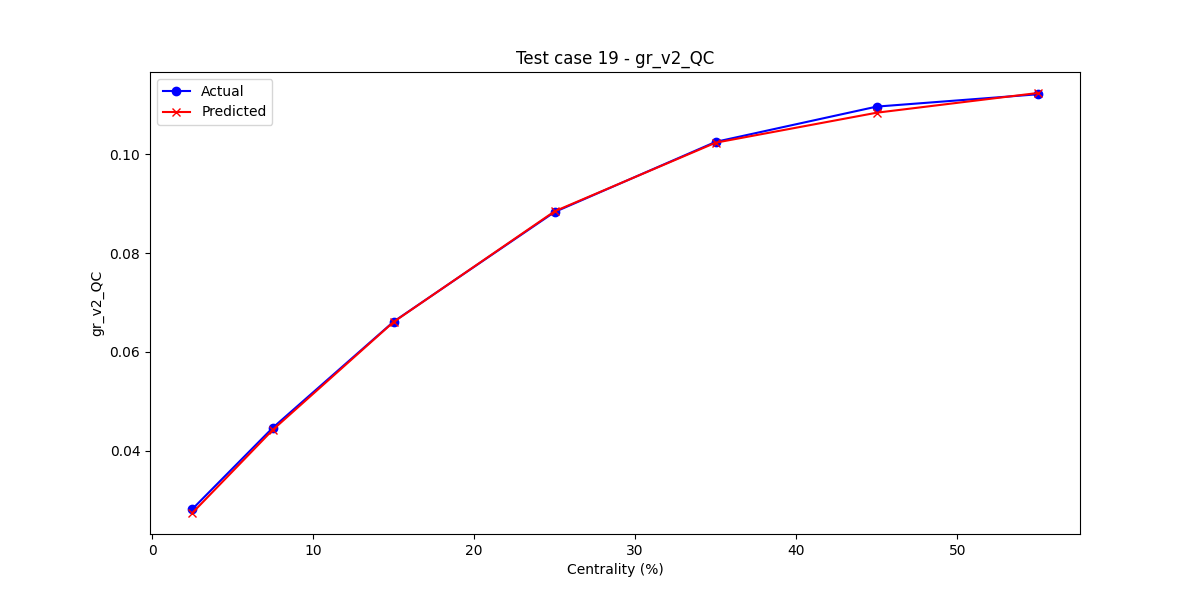 Test case 19 - gr_v2_QC
Actual
Predicted
0.10
0.08
0.06
0.04
gr_v2_QC
0
10
20
30
40
50
Centrality (%)